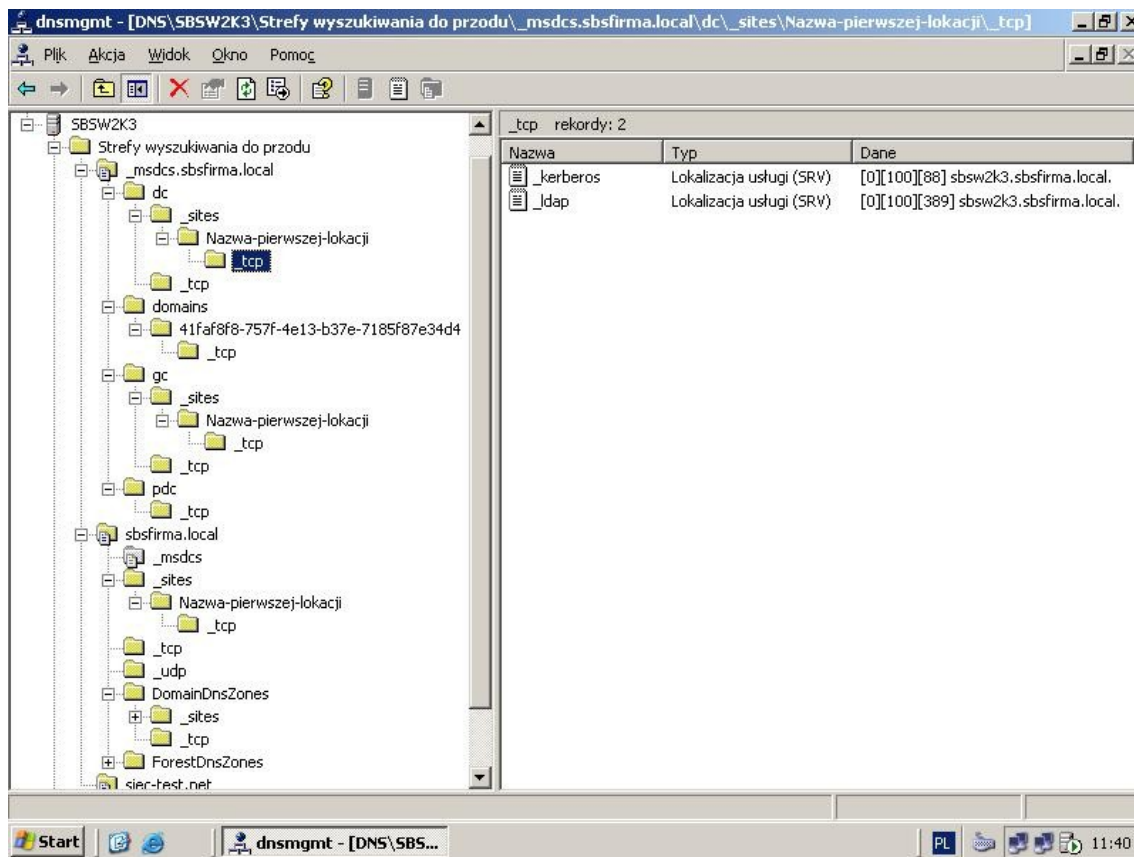 dnsmgmt - [DNS\SBSW2K3\Strefy wyszukiwania do przodu\_msdcs.sbsfirma.local\dc\_sites\Nazwa-pierwszej-lokacji\_tcp]
Plik Akcja Widok Okno Pomoc
SBSW2K3
Strefy wyszukiwania do przodu
_msdcs.sbsfirma.local
dc
_sites
Nazwa-pierwszej-lokacji
_tcp
_tcp
domains
41faf8f8-757f-4e13-b37e-7185f87e34d4
_tcp
gc
_sites
Nazwa-pierwszej-lokacji
_tcp
_tcp
pdc
_tcp
sbsfirma.local
_msdcs
_sites
Nazwa-pierwszej-lokacji
_tcp
_tcp
_udp
DomainDnsZones
_sites
_tcp
ForestDnsZones
siec-test.net
_tcp rekordy: 2
Nazwa Typ Dane
_kerberos Lokalizacja usługi (SRV) [0][100][88] sbsw2k3.sbsfirma.local.
_ldap Lokalizacja usługi (SRV) [0][100][389] sbsw2k3.sbsfirma.local.
Start dnsmgmt - [DNS\SBS... PL 11:40